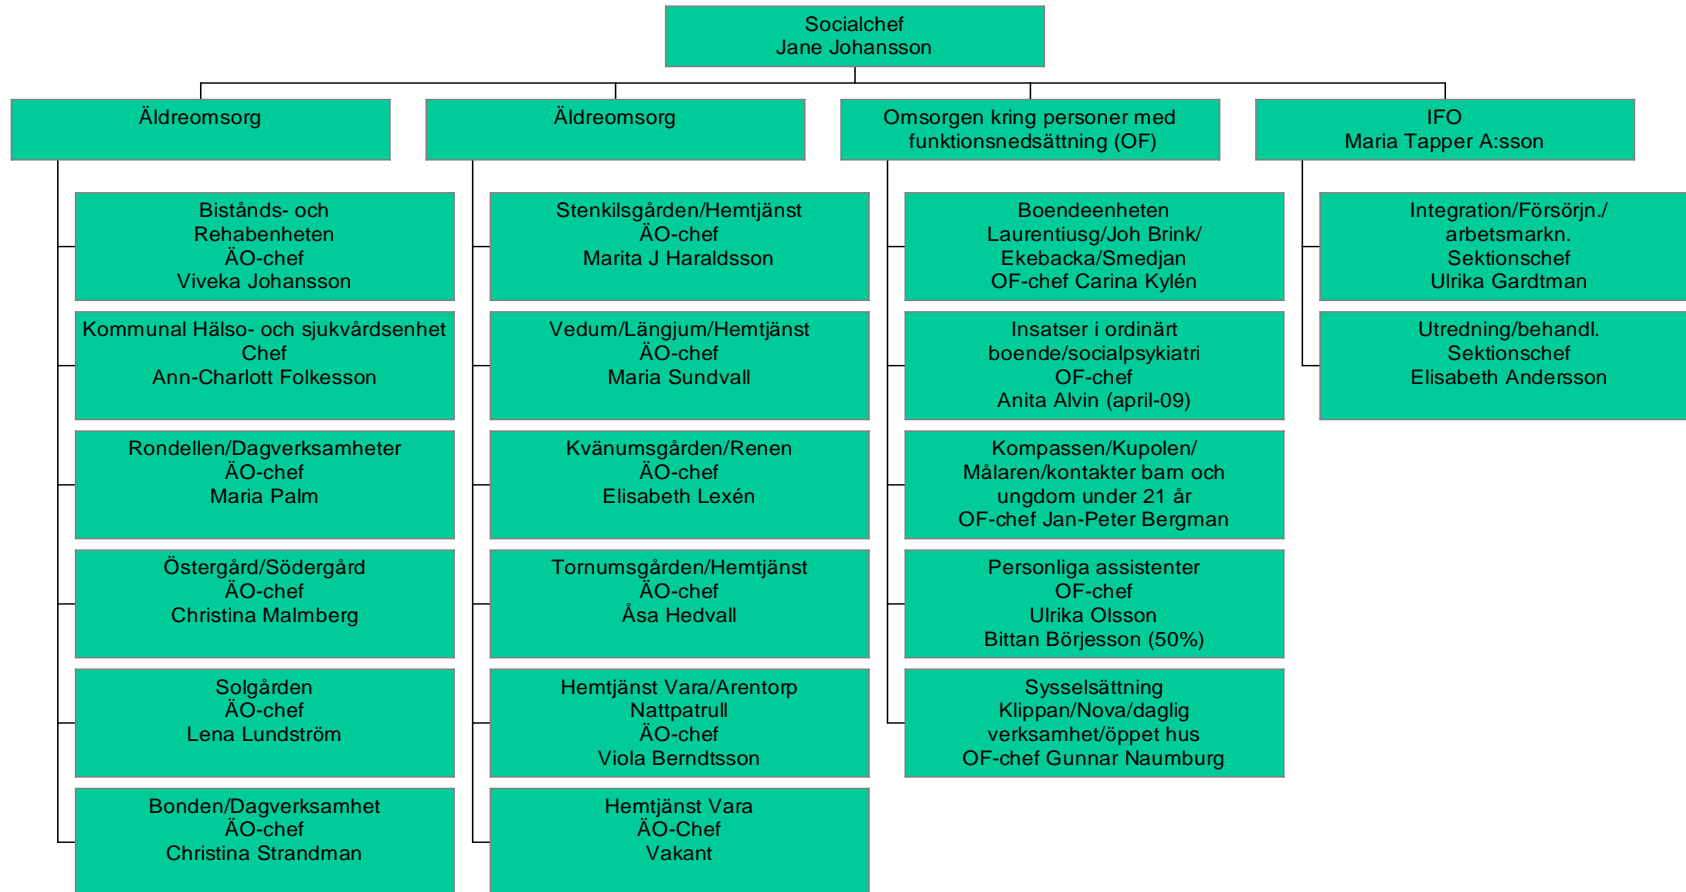 Socialchef
Jane Johansson
Äldreomsorg
Bistånds- och
Rehabenheten
ÄO-chef
Viveka Johansson
Kommunal Hälso- och sjukvårdsenhet
Chef
Ann-Charlott Folkesson
Rondellen/Dagverksamheter
ÄO-chef
Maria Palm
Östergård/Södergård
ÄO-chef
Christina Malmberg
Solgården
ÄO-chef
Lena Lundström
Bonden/Dagverksamhet
ÄO-chef
Christina Strandman
Äldreomsorg
Stenkilsgården/Hemtjänst
ÄO-chef
Marita J Haraldsson
Vedum/Längjum/Hemtjänst
ÄO-chef
Maria Sundvall
Kvänumsgården/Renen
ÄO-chef
Elisabeth Lexén
Tornumsgården/Hemtjänst
ÄO-chef
Åsa Hedvall
Hemtjänst Vara/Arentorp
Nattpatrull
ÄO-chef
Viola Berndtsson
Hemtjänst Vara
ÄO-Chef
Vakant
Omsorgen kring personer med
funktionsnedsättning (OF)
Boendeenheten
Laurentiusg/Joh Brink/
Ekebacka/Smedjan
OF-chef Carina Kylén
Insatser i ordinärt
boende/socialpsykiatri
OF-chef
Anita Alvin (april-09)
Kompassen/Kupolen/
Målaren/kontakter barn och
ungdom under 21 år
OF-chef Jan-Peter Bergman
Personliga assistenter
OF-chef
Ulrika Olsson
Bittan Börjesson (50%)
Sysselsättning
Klippan/Nova/daglig
verksamhet/öppet hus
OF-chef Gunnar Naumburg
IFO
Maria Tapper A:sson
Integration/Försörjn./
arbetsmarkn.
Sektionschef
Ulrika Gardtman
Utredning/behandl.
Sektionschef
Elisabeth Andersson